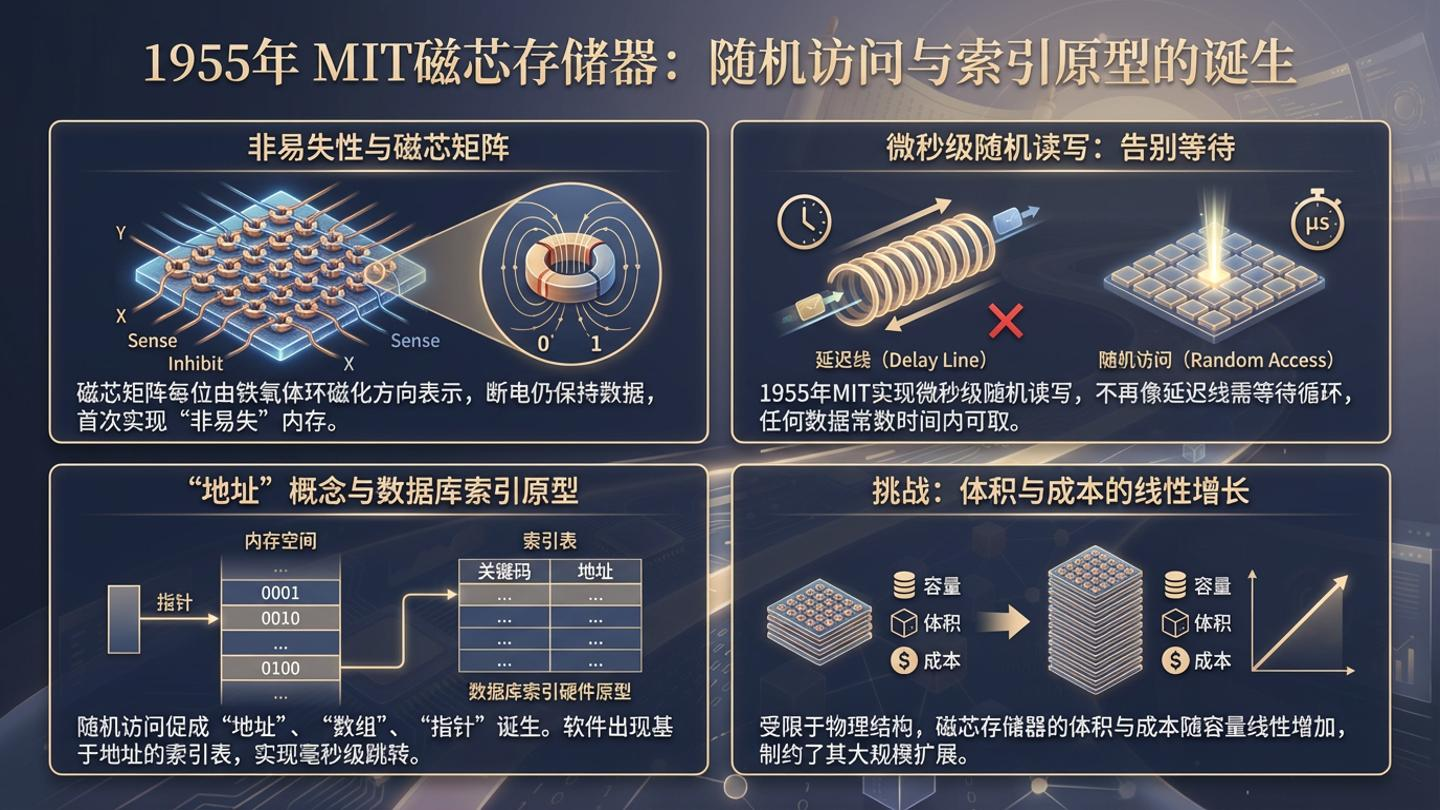 1955年 MIT磁芯存储器：随机访问与索引原型的诞生
非易失性与磁芯矩阵
Y
X
Sense
Inhibit
X
Sense
0
1
磁芯矩阵每位由铁氧体环磁化方向表示，断电仍保持数据，
首次实现“非易失”内存。
微秒级随机读写：告别等待
μs
延迟线（Delay Line）
随机访问（Random Access）
1955年MIT实现微秒级随机读写，不再像延迟线需等待循环，
任何数据常数时间内可取。
“地址”概念与数据库索引原型
内存空间
指针
...
0001
0010
...
0100
...
索引表
关键码 地址
... ...
... ...
... ...
... ...
数据库索引硬件原型
随机访问促成“地址”、“数组”、“指针”诞生。软件出现基
于地址的索引表，实现毫秒级跳转。
挑战：体积与成本的线性增长
容量
体积
$ 成本
容量
体积
$ 成本
受限于物理结构，磁芯存储器的体积与成本随容量线性增加，
制约了其大规模扩展。